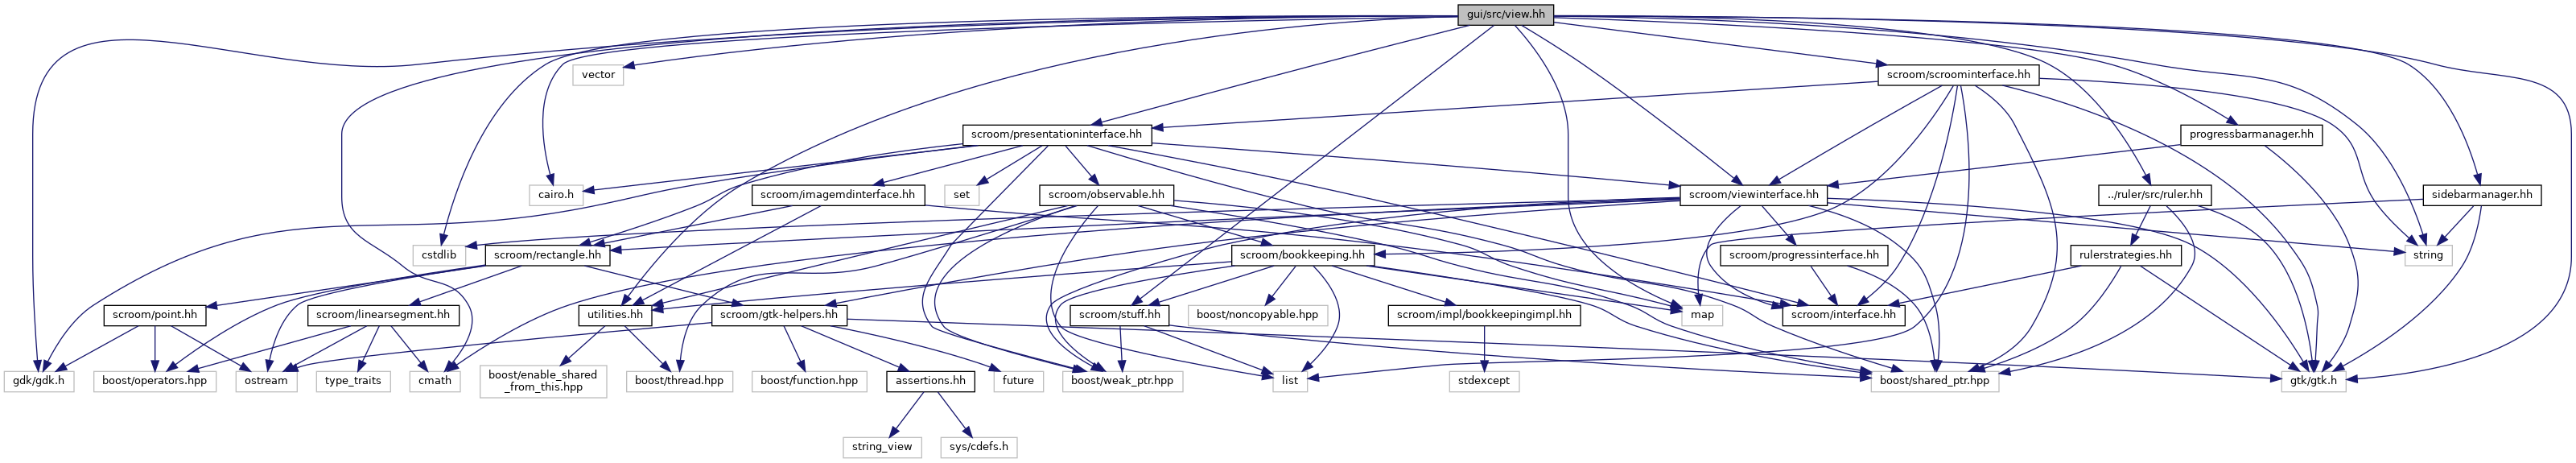 gui/src/view.hh
vector
scroom/scroominterface.hh
scroom/presentationinterface.hh
progressbarmanager.hh
cairo.h
scroom/imagemdinterface.hh
set
scroom/observable.hh
scroom/viewinterface.hh
../ruler/src/ruler.hh
sidebarmanager.hh
cstdlib
scroom/rectangle.hh
scroom/bookkeeping.hh
scroom/progressinterface.hh
rulerstrategies.hh
string
scroom/point.hh
scroom/linearsegment.hh
utilities.hh
scroom/gtk-helpers.hh
scroom/stuff.hh
boost/noncopyable.hpp
scroom/impl/bookkeepingimpl.hh
map
scroom/interface.hh
gdk/gdk.h
boost/operators.hpp
ostream
type_traits
cmath
boost/enable_shared
_from_this.hpp
boost/thread.hpp
boost/function.hpp
assertions.hh
future
boost/weak_ptr.hpp
list
stdexcept
boost/shared_ptr.hpp
gtk/gtk.h
string_view
sys/cdefs.h